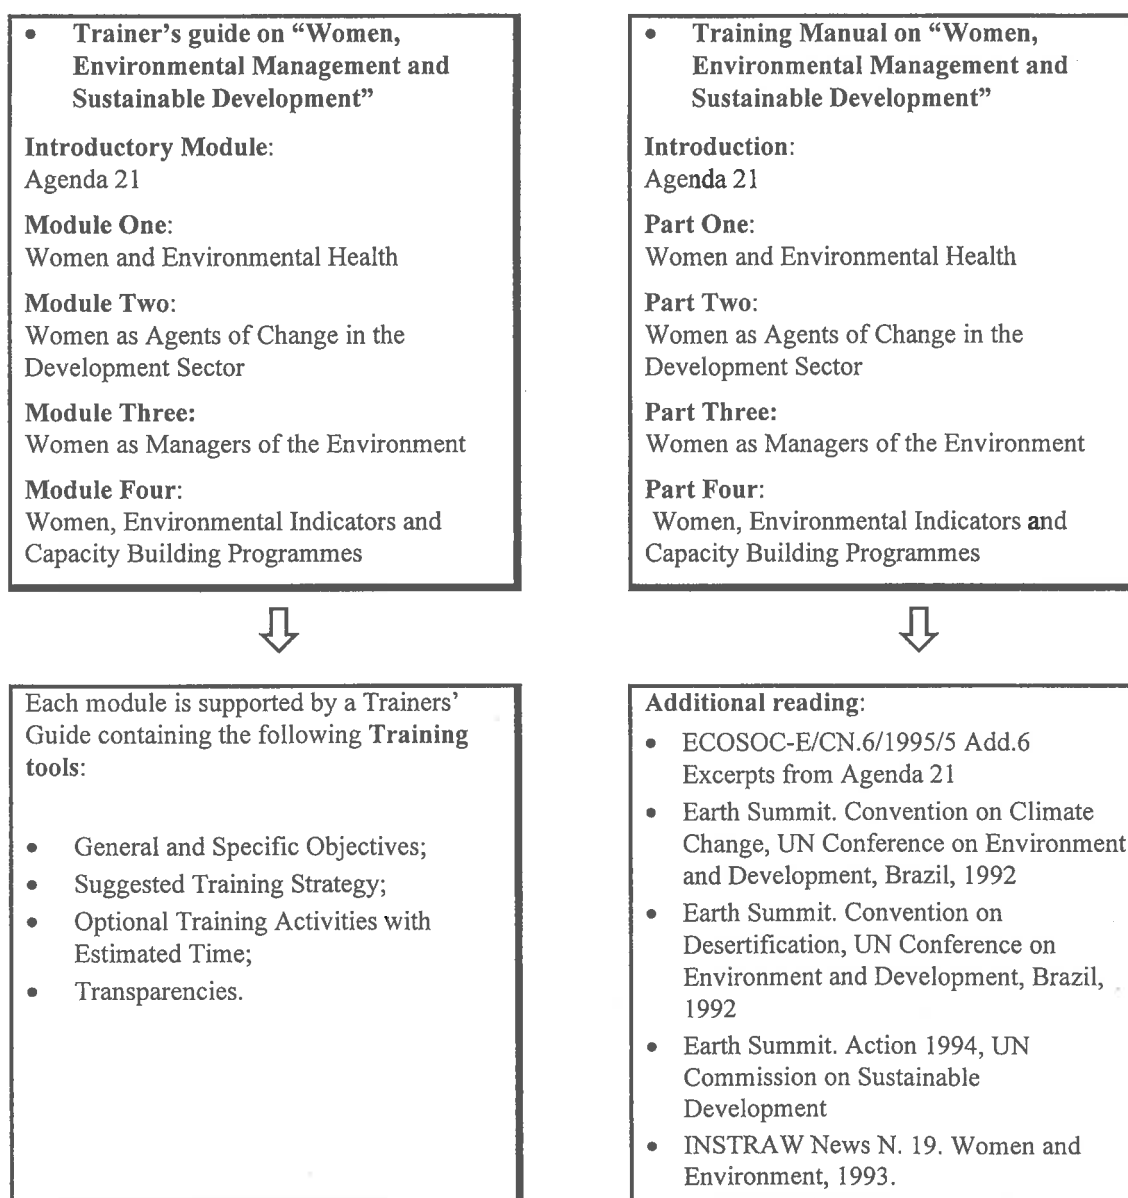 • Trainer's guide on “Women,
Environmental Management and
Sustainable Development”
Introductory Module:
Agenda 21
Module One:
Women and Environmental Health
Module Two:
Women as Agents of Change in the
Development Sector
Module Three:
Women as Managers of the Environment
Module Four:
Women, Environmental Indicators and
Capacity Building Programmes
• Training Manual on “Women,
Environmental Management and
Sustainable Development”
Introduction:
Agenda 21
Part One:
Women and Environmental Health
Part Two:
Women as Agents of Change in the
Development Sector
Part Three:
Women as Managers of the Environment
Part Four:
Women, Environmental Indicators and
Capacity Building Programmes
Each module is supported by a Trainers'
Guide containing the following Training
tools:
• General and Specific Objectives;
• Suggested Training Strategy;
• Optional Training Activities with
Estimated Time;
• Transparencies.
Additional reading:
• ECOSOC-E/CN.6/1995/5 Add.6
Excerpts from Agenda 21
• Earth Summit. Convention on Climate
Change, UN Conference on Environment
and Development, Brazil, 1992
• Earth Summit. Convention on
Desertification, UN Conference on
Environment and Development, Brazil,
1992
• Earth Summit. Action 1994, UN
Commission on Sustainable
Development
• INSTRAW News N. 19. Women and
Environment, 1993.